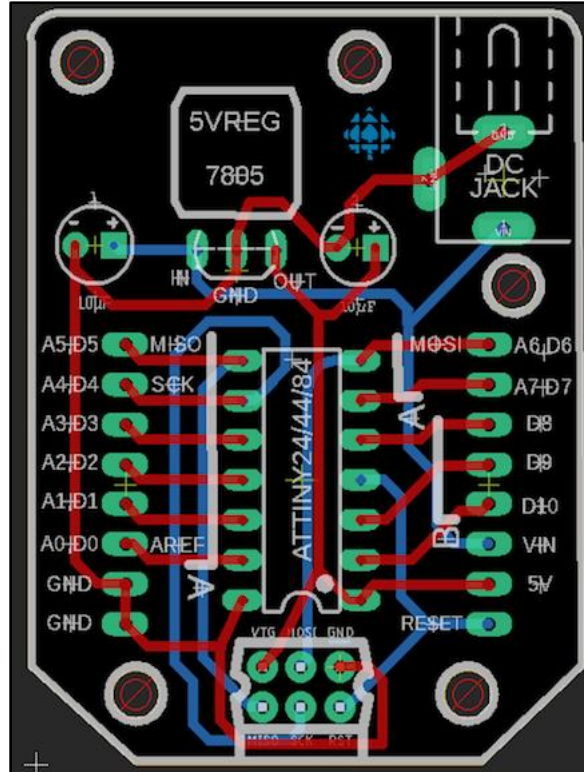 5VREG
7805
DC
JACK
GND
VIN
1
- +
- +
IN
GND
OUT
10µF
10µF
A5/D5
MISO
A4/D4
SCK
A3/D3
A2/D2
A1/D1
A0/D0
AREF
GND
GND
A
ATTINY24/44/84
MOSI
A6/D6
A7/D7
D8
D9
D10
VIN
5V
RESET
A
B
VTG
MOSI
GND
MISO
SCK
RST